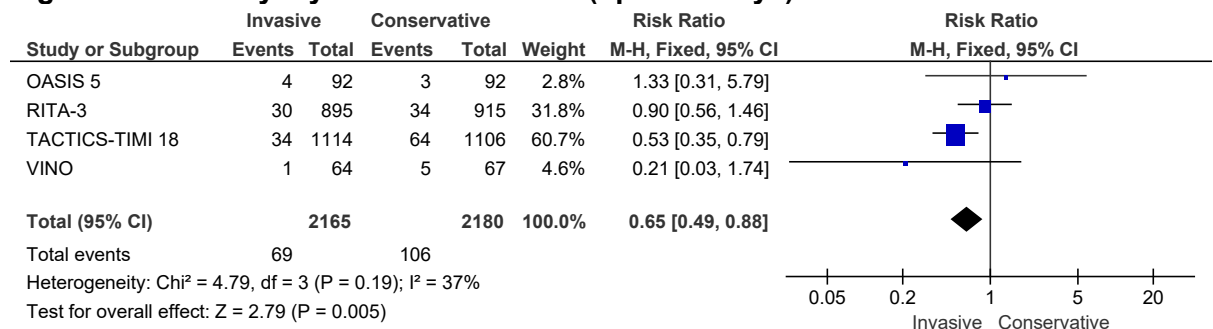 Invasive Conservative Risk Ratio Risk Ratio
Study or Subgroup Events Total Events Total Weight M-H, Fixed, 95% CI M-H, Fixed, 95% CI
OASIS 5 4 92 3 92 2.8% 1.33 [0.31, 5.79]
RITA-3 30 895 34 915 31.8% 0.90 [0.56, 1.46]
TACTICS-TIMI 18 34 1114 64 1106 60.7% 0.53 [0.35, 0.79]
VINO 1 64 5 67 4.6% 0.21 [0.03, 1.74]
Total (95% CI) 2165 2180 100.0% 0.65 [0.49, 0.88]
Total events 69 106
Heterogeneity: Chi² = 4.79, df = 3 (P = 0.19); I² = 37%
Test for overall effect: Z = 2.79 (P = 0.005)
0.05 0.2 1 5 20
Invasive Conservative